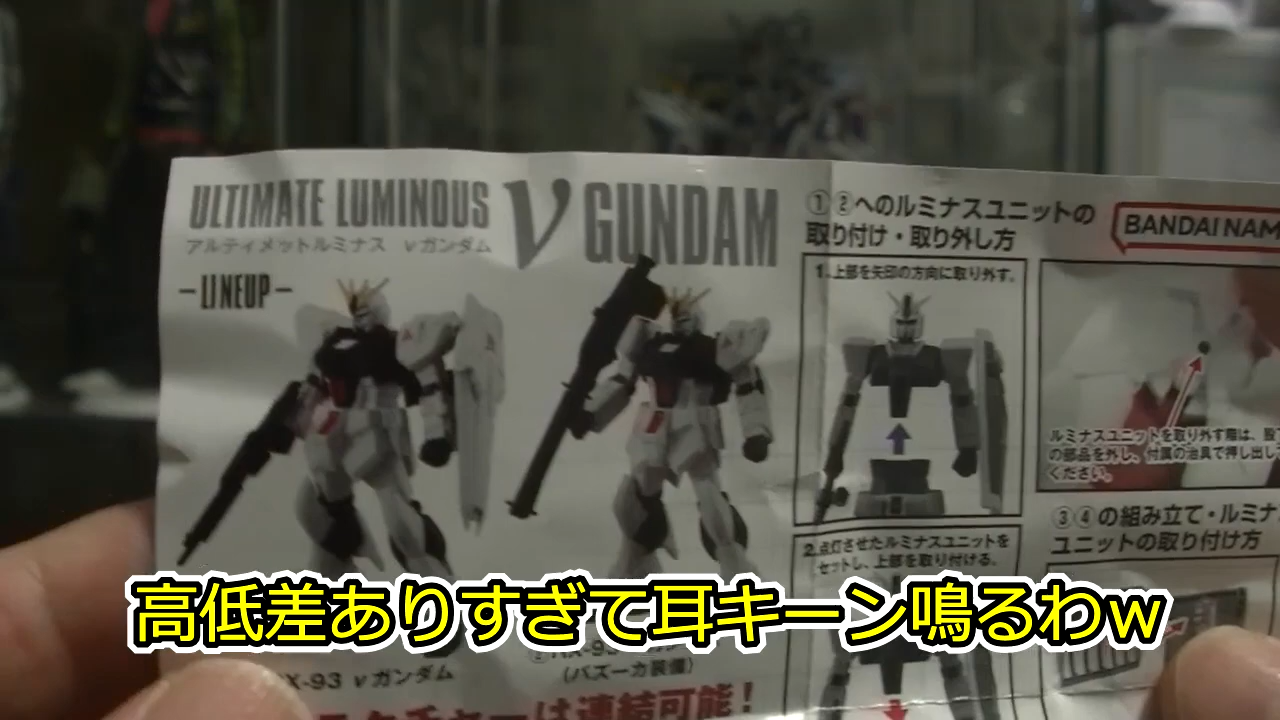 ULTIMATE LUMINOUS ν GUNDAM
アルティメットルミナス νガンダム
-LINEUP-
X-93 νガンダム
(バズーカ装備)
は連結可能!
①②へのルミナスユニットの
取り付け・取り外し方
1.上部を矢印の方向に取り外す。
2.点灯させたルミナスユニットを
セットし、上部を取り付ける。
BANDAI NAM
ルミナスユニットを取り外す際は、股
の部品を外し、付属の治具で押し出し
ください。
③④の組み立て・ルミナ
ユニットの取り付け方
高低差ありすぎて耳キーン鳴るわw